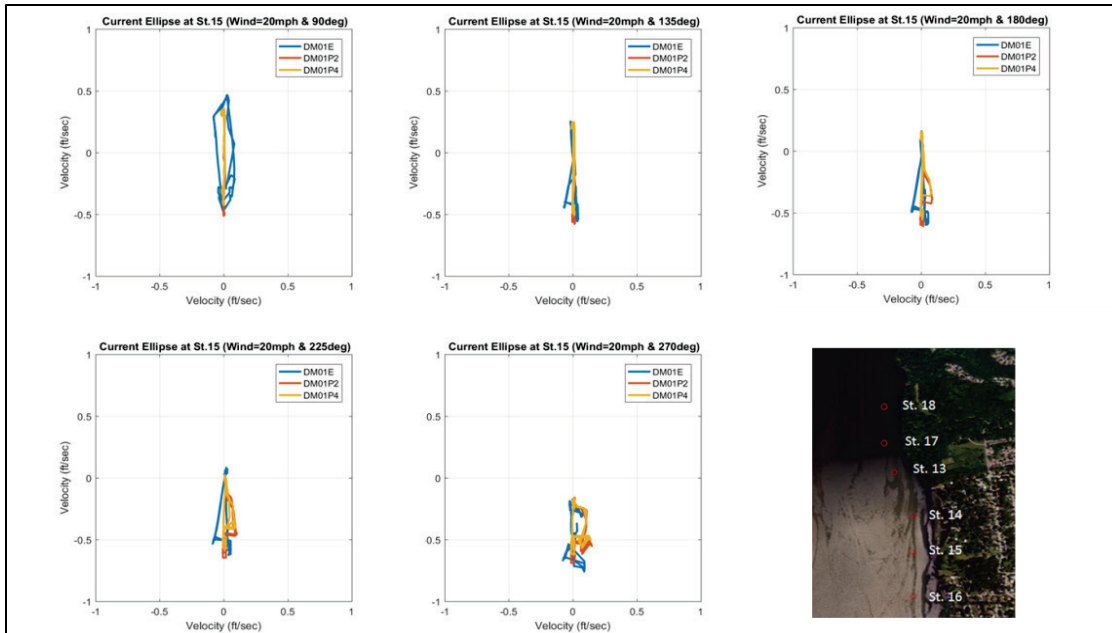 Current Ellipse at St.15 (Wind=20mph & 90deg)
1
0.5
0
-0.5
-1
-1
-0.5
0
0.5
1
Velocity (ft/sec)
Velocity (ft/sec)
DM01E
DM01P2
DM01P4
Current Ellipse at St.15 (Wind=20mph & 135deg)
1
0.5
0
-0.5
-1
-1
-0.5
0
0.5
1
Velocity (ft/sec)
Velocity (ft/sec)
DM01E
DM01P2
DM01P4
Current Ellipse at St.15 (Wind=20mph & 180deg)
1
0.5
0
-0.5
-1
-1
-0.5
0
0.5
1
Velocity (ft/sec)
Velocity (ft/sec)
DM01E
DM01P2
DM01P4
Current Ellipse at St.15 (Wind=20mph & 225deg)
1
0.5
0
-0.5
-1
-1
-0.5
0
0.5
1
Velocity (ft/sec)
Velocity (ft/sec)
DM01E
DM01P2
DM01P4
Current Ellipse at St.15 (Wind=20mph & 270deg)
1
0.5
0
-0.5
-1
-1
-0.5
0
0.5
1
Velocity (ft/sec)
Velocity (ft/sec)
DM01E
DM01P2
DM01P4
St. 18
St. 17
St. 13
St. 14
St. 15
St. 16